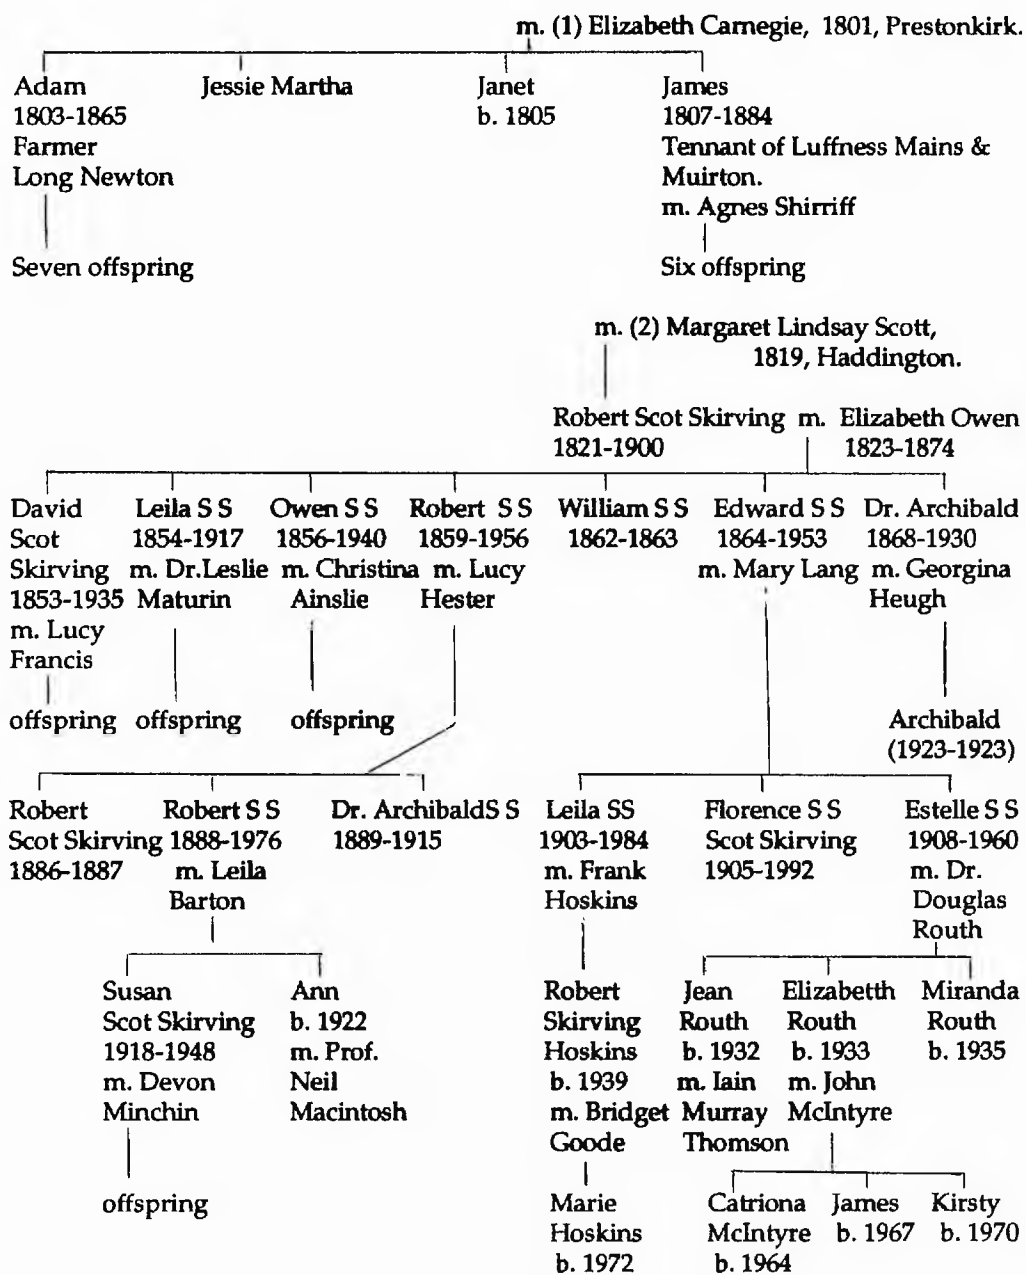 m. (1) Elizabeth Carnegie, 1801, Prestonkirk.
Adam
1803-1865
Farmer
Long Newton
Seven offspring
Jessie Martha
Janet
b. 1805
James
1807-1884
Tennant of Luffness Mains &
Muirton.
m. Agnes Shirriff
Six offspring
m. (2) Margaret Lindsay Scott,
1819, Haddington.
Robert Scot Skirving m. Elizabeth Owen
1821-1900 1823-1874
David
Scot
Skirving
1853-1935
m. Lucy
Francis
offspring
Leila S S
1854-1917
m. Dr.Leslie
Maturin
offspring
Owen S S
1856-1940
m. Christina
Ainslie
offspring
Robert S S
1859-1956
m. Lucy
Hester
William S S
1862-1863
Edward S S
1864-1953
m. Mary Lang
Dr. Archibald
1868-1930
m. Georgina
Heugh
Archibald
(1923-1923)
Robert
Scot Skirving
1886-1887
Robert S S
1888-1976
m. Leila
Barton
Dr. ArchibaldS S
1889-1915
Leila SS
1903-1984
m. Frank
Hoskins
Florence S S
Scot Skirving
1905-1992
Estelle S S
1908-1960
m. Dr.
Douglas
Routh
Susan
Scot Skirving
1918-1948
m. Devon
Minchin
offspring
Ann
b. 1922
m. Prof.
Neil
Macintosh
Robert
Skirving
Hoskins
b. 1939
m. Bridget
Goode
Marie
Hoskins
b. 1972
Jean
Routh
b. 1932
m. Iain
Murray
Thomson
Elizabetth
Routh
b. 1933
m. John
McIntyre
Miranda
Routh
b. 1935
Catriona
McIntyre
b. 1964
James
b. 1967
Kirsty
b. 1970